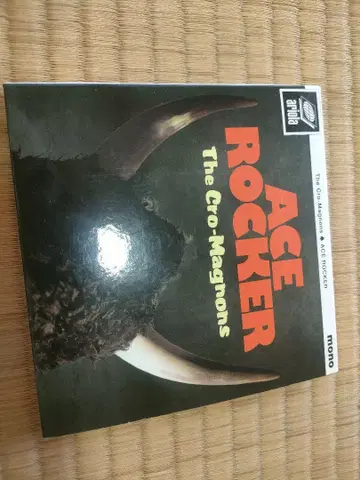 ariola
The Cro-Magnons ◆ ACE ROCKER
mono
ACE
ROCKER
The Cro-Magnons